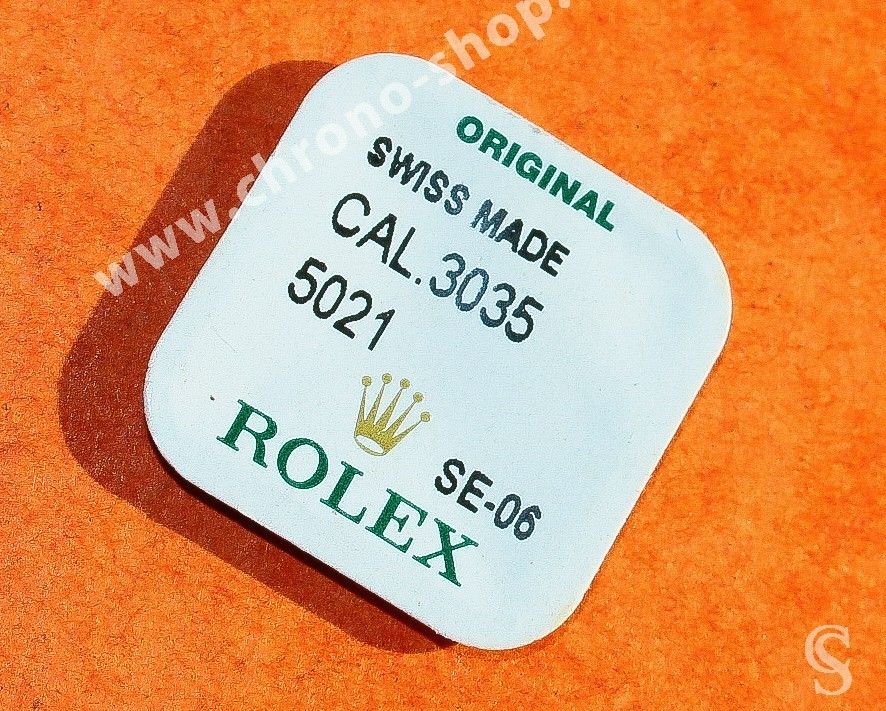 www.chrono-shop.
ORIGINAL
SWISS MADE
CAL.3035
5021
ROLEX
SE-06